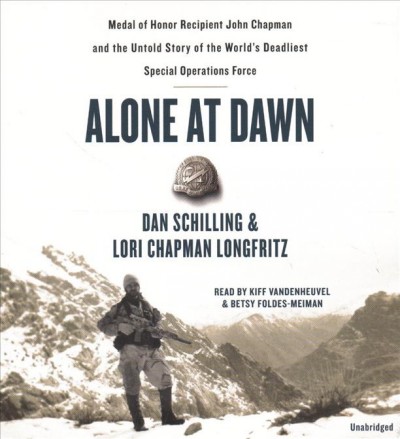 Medal of Honor Recipient John Chapman
and the Untold Story of the World's Deadliest
Special Operations Force
ALONE AT DAWN
DAN SCHILLING &
LORI CHAPMAN LONGFRITZ
READ BY KIFF VANDENHEUVEL
& BETSY FOLDES-MEIMAN
Unabridged